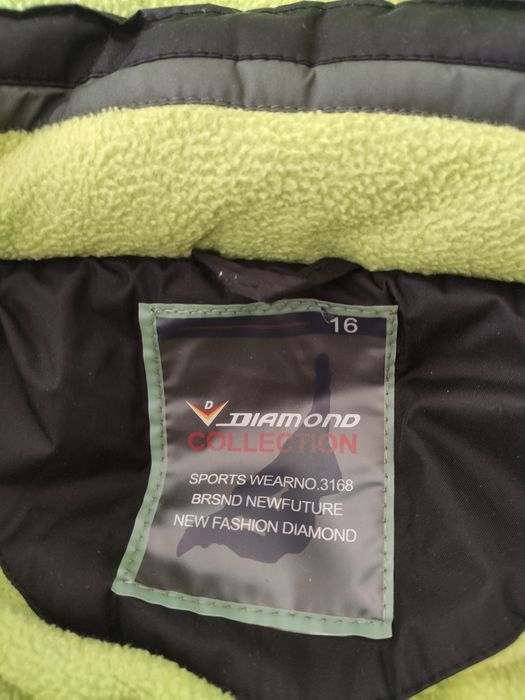 16
D
DIAMOND
COLLECTION
SPORTS WEARNO.3168
BRSND NEWFUTURE
NEW FASHION DIAMOND